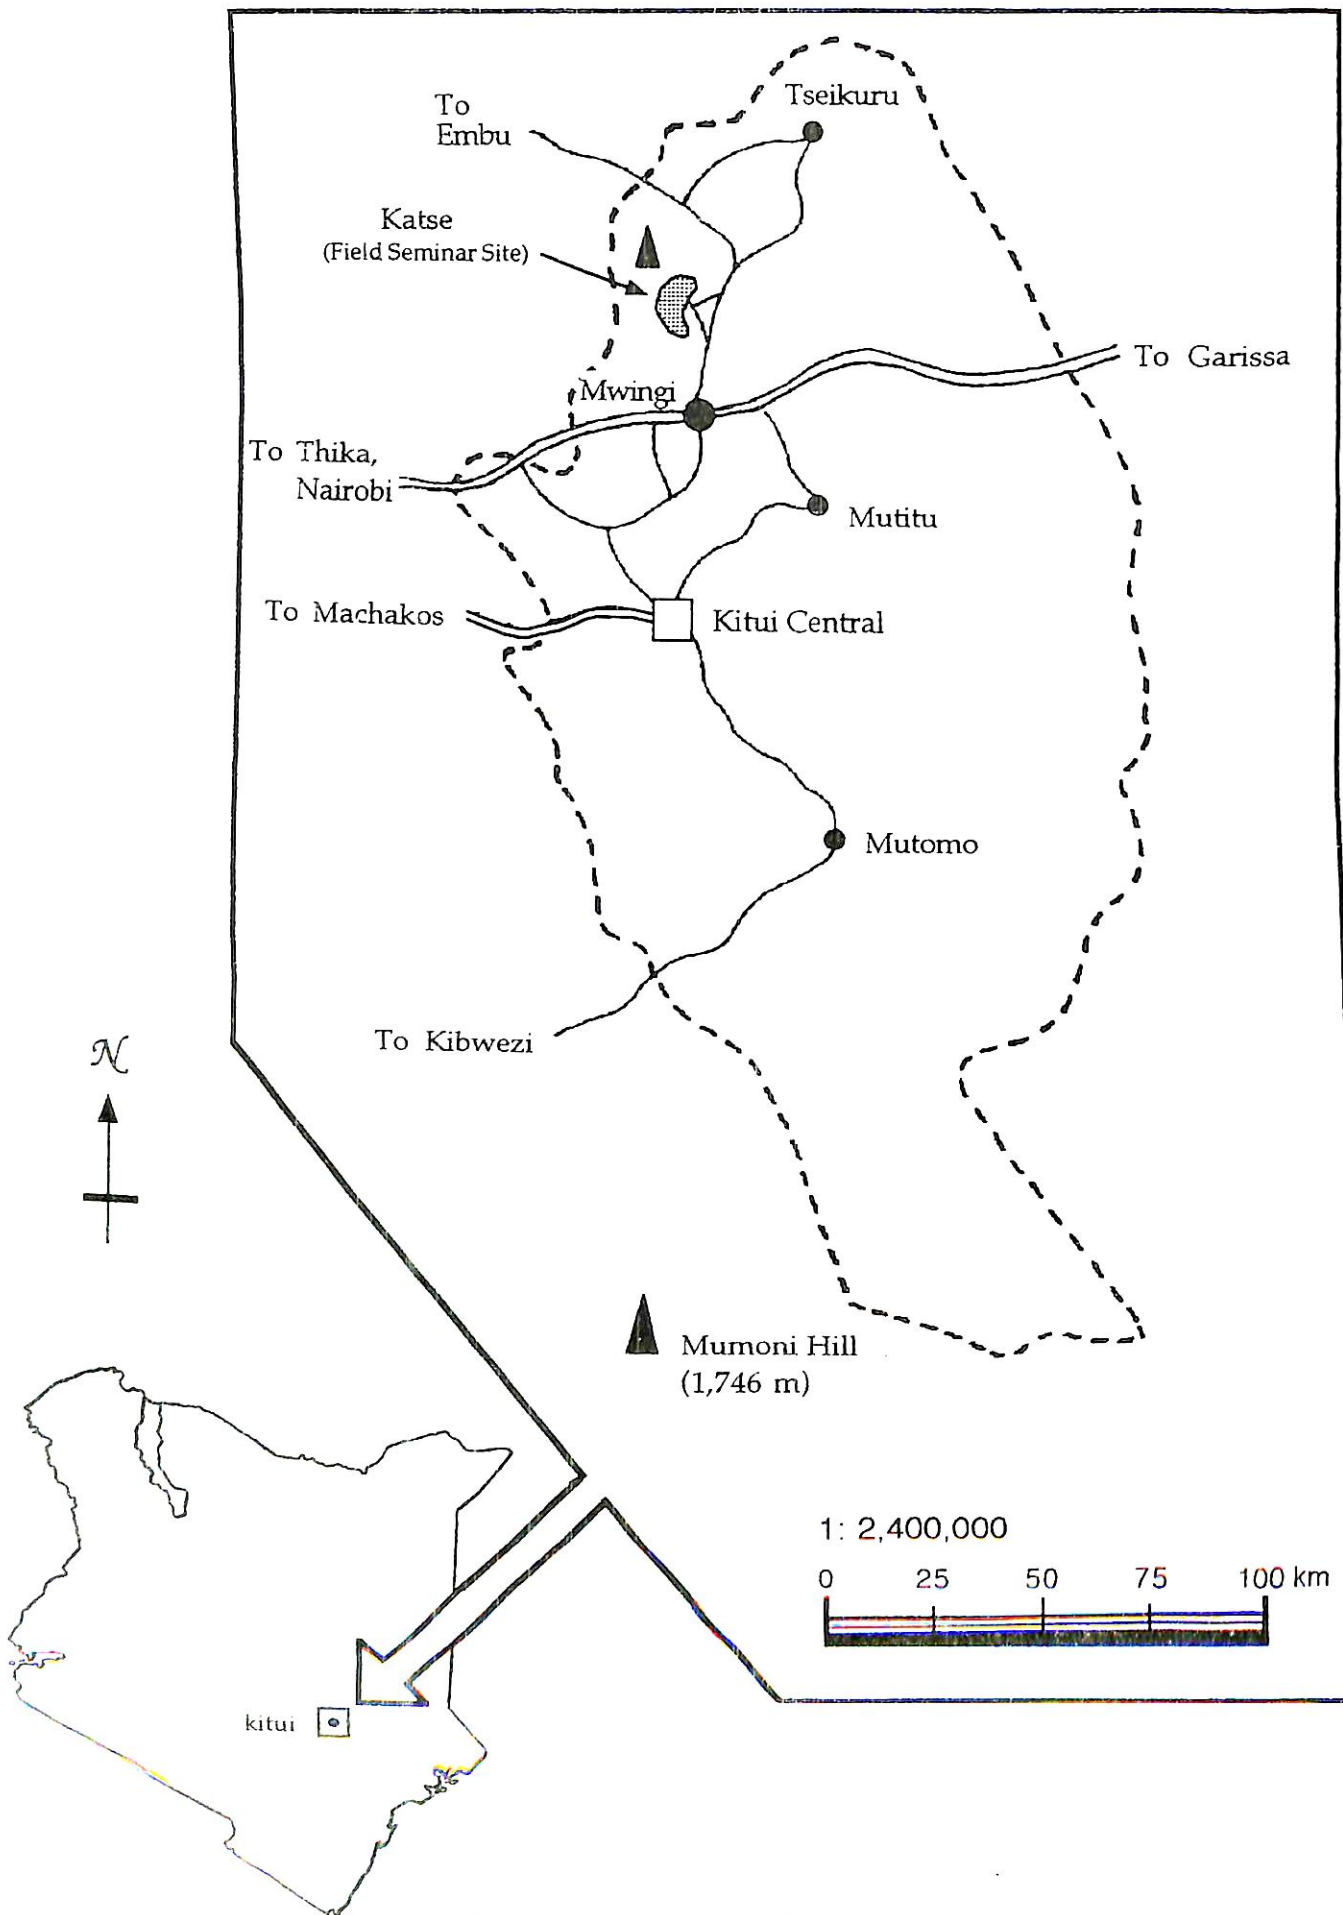 To
Embu
Tseikuru
Katse
(Field Seminar Site)
To Garissa
Mwingi
To Thika,
Nairobi
Mutitu
To Machakos
Kitui Central
Mutomo
To Kibwezi
N
Mumoni Hill
(1,746 m)
1: 2,400,000
0 25 50 75 100 km
kitui